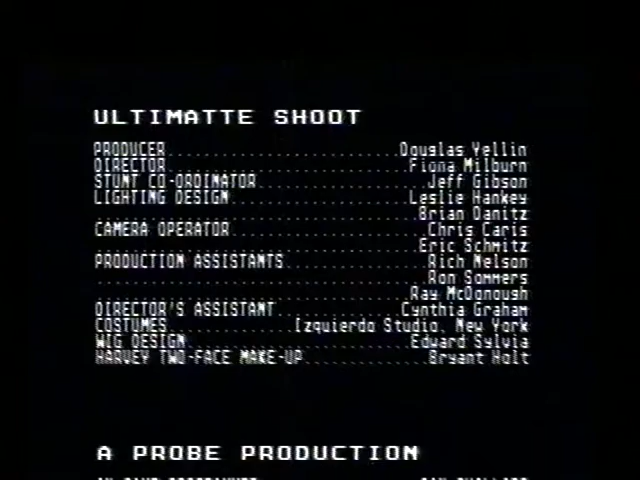 ULTIMATTE SHOOT
PRODUCER..........................Douglas Yellin
DIRECTOR...........................Fiona Milburn
STUNT CO-ORDINATOR...................Jeff Gibson
LIGHTING DESIGN....................Leslie Hankey
....................................Brian Danitz
CAMERA OPERATOR......................Chris Caris
....................................Eric Schmitz
PRODUCTION ASSISTANTS................Rich Nelson
.....................................Ron Sommers
...................................Ray McDonough
DIRECTOR'S ASSISTANT..............Cynthia Graham
COSTUMES..............Izquierdo Studio, New York
WIG DESIGN.........................Edward Sylvia
HARVEY TWO-FACE MAKE-UP..............Bryant Holt
A PROBE PRODUCTION